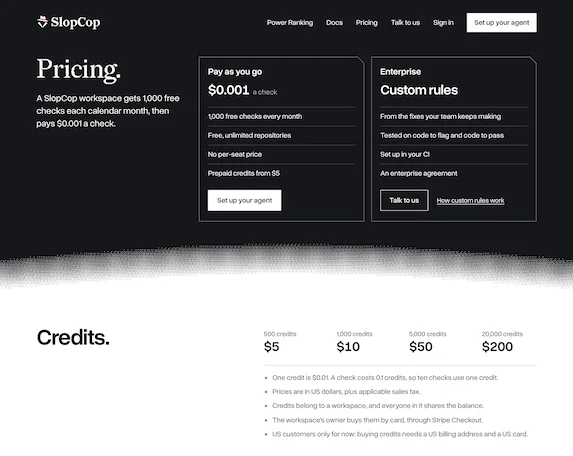 SlopCop
Power Ranking
Docs
Pricing
Talk to us
Sign in
Set up your agent
Pricing.
A SlopCop workspace gets 1,000 free
checks each calendar month, then
pays $0.001 a check.
Pay as you go
$0.001 a check
1,000 free checks every month
Free, unlimited repositories
No per-seat price
Prepaid credits from $5
Set up your agent
Enterprise
Custom rules
From the fixes your team keeps making
Tested on code to flag and code to pass
Set up in your CI
An enterprise agreement
Talk to us
How custom rules work
Credits.
500 credits
$5
1,000 credits
$10
5,000 credits
$50
20,000 credits
$200
One credit is $0.01. A check costs 0.1 credits, so ten checks use one credit.
Prices are in US dollars, plus applicable sales tax.
Credits belong to a workspace, and everyone in it shares the balance.
The workspace's owner buys them by card, through Stripe Checkout.
US customers only for now: buying credits needs a US billing address and a US card.